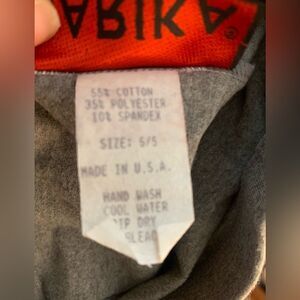 ARIKA®
55% COTTON
35% POLYESTER
10% SPANDEX
SIZE: S/S
MADE IN U.S.A.
HAND WASH
COOL WATER
DRY